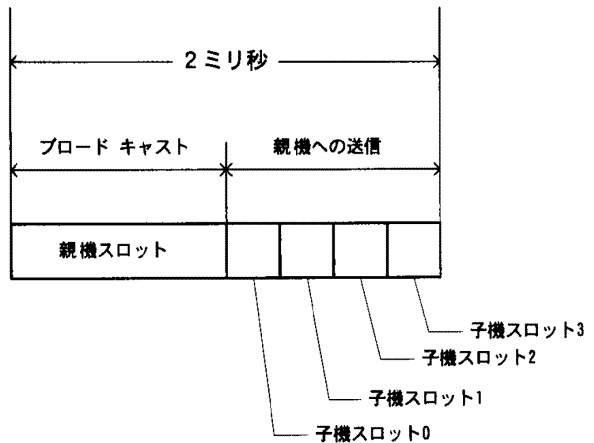 2ミリ秒
ブロード キャスト
親機への送信
親機スロット
子機スロット3
子機スロット2
子機スロット1
子機スロット0